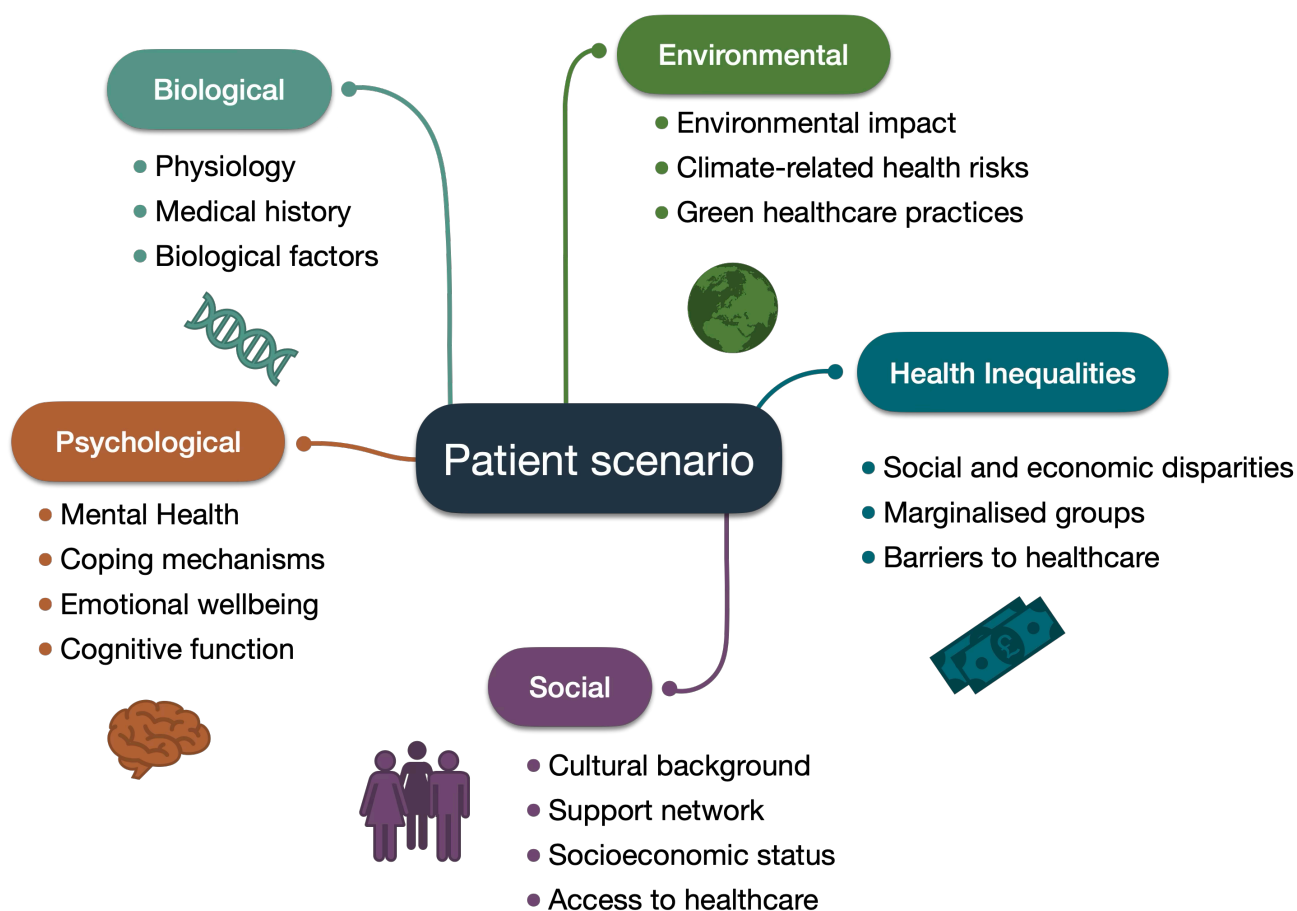 Biological
Physiology
Medical history
Biological factors
Environmental
Environmental impact
Climate-related health risks
Green healthcare practices
Health Inequalities
Social and economic disparities
Marginalised groups
Barriers to healthcare
£
Patient scenario
Psychological
Mental Health
Coping mechanisms
Emotional wellbeing
Cognitive function
Social
Cultural background
Support network
Socioeconomic status
Access to healthcare